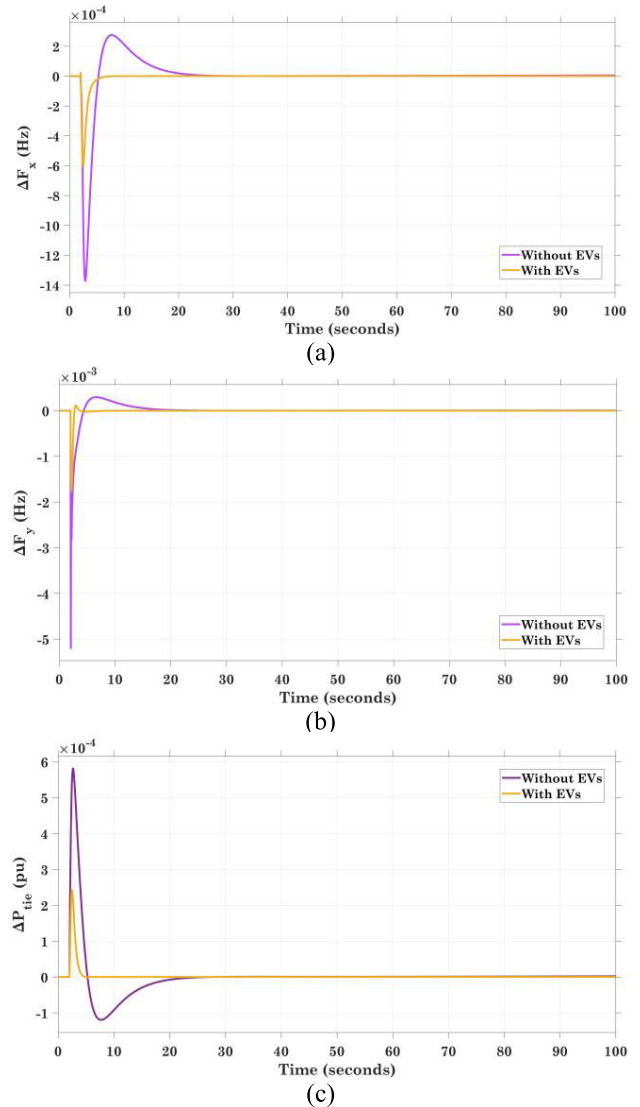 ×10⁻⁴
2
0
-2
-4
-6
-8
-10
-12
-14
ΔFₓ (Hz)
Without EVs
With EVs
0 10 20 30 40 50 60 70 80 90 100
Time (seconds)
(a)
×10⁻³
0
-1
-2
-3
-4
-5
ΔF_y (Hz)
Without EVs
With EVs
0 10 20 30 40 50 60 70 80 90 100
Time (seconds)
(b)
×10⁻⁴
6
5
4
3
2
1
0
-1
ΔP_tie (pu)
Without EVs
With EVs
0 10 20 30 40 50 60 70 80 90 100
Time (seconds)
(c)